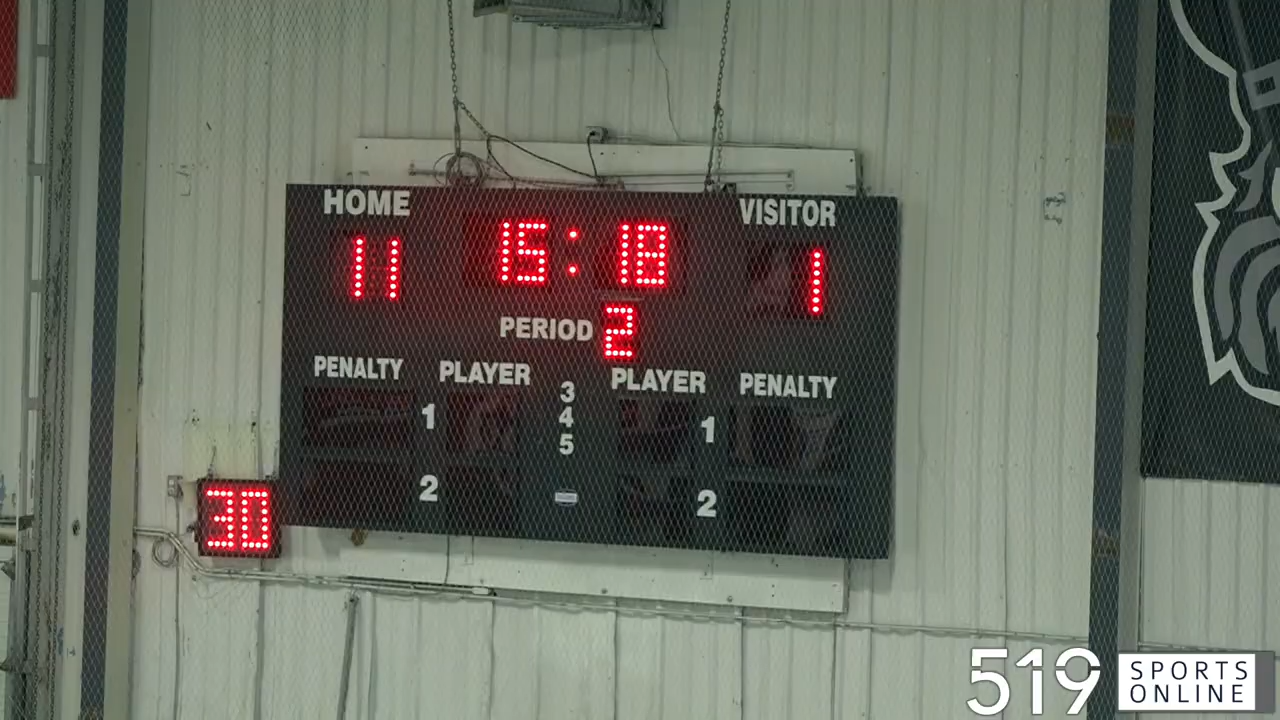 HOME
15:18
VISITOR
11
1
PERIOD 2
PENALTY PLAYER PLAYER PENALTY
3
1 4 1
5
2 2
30
519 SPORTS
ONLINE